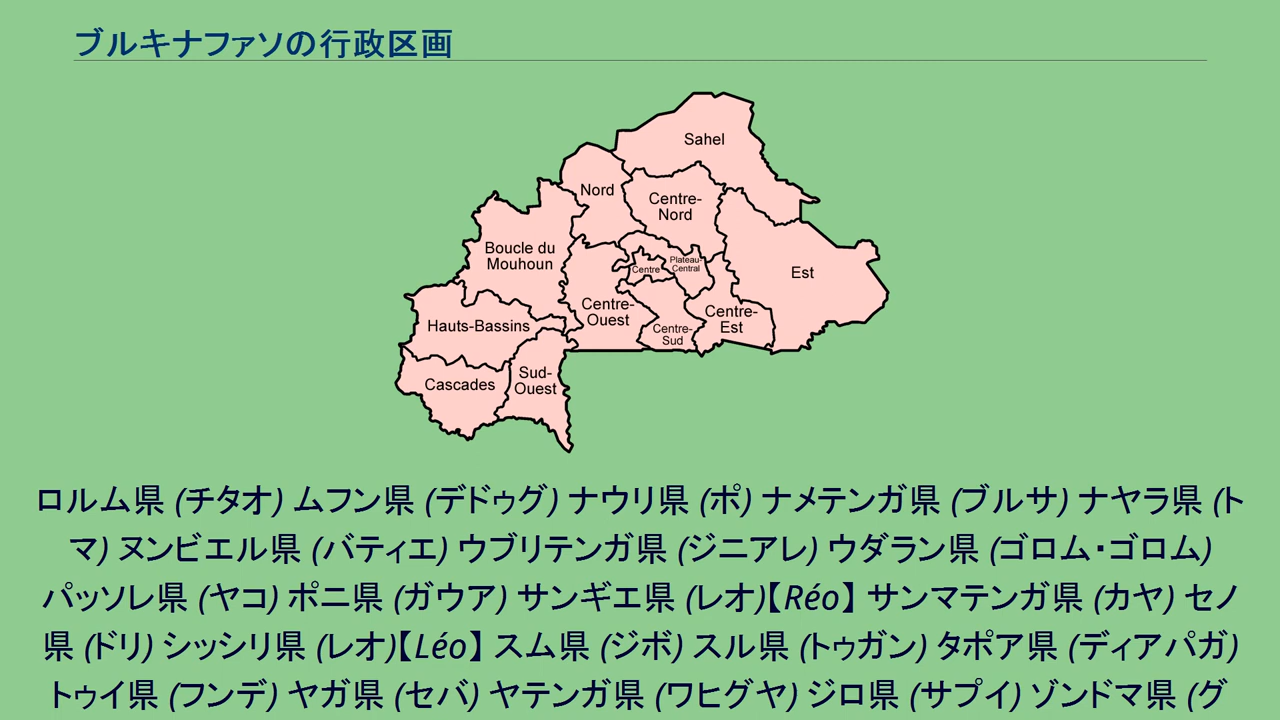 ブルキナファソの行政区画
Sahel
Nord
Centre-
Nord
Boucle du
Mouhoun
Plateau-
Central
Centre
Est
Centre-
Ouest
Centre-
Est
Hauts-Bassins
Centre-
Sud
Cascades
Sud-
Ouest
ロルム県 (チタオ) ムフン県 (デドゥグ) ナウリ県 (ポ) ナメテンガ県 (ブルサ) ナヤラ県 (ト
マ) ヌンビエル県 (バティエ) ウブリテンガ県 (ジニアレ) ウダラン県 (ゴロム・ゴロム)
パッソレ県 (ヤコ) ポニ県 (ガウア) サンギエ県 (レオ)【Réo】 サンマテンガ県 (カヤ) セノ
県 (ドリ) シッシリ県 (レオ)【Léo】 スム県 (ジボ) スル県 (トゥガン) タポア県 (ディアパガ)
トゥイ県 (フンデ) ヤガ県 (セバ) ヤテンガ県 (ワヒグヤ) ジロ県 (サプイ) ゾンドマ県 (グ